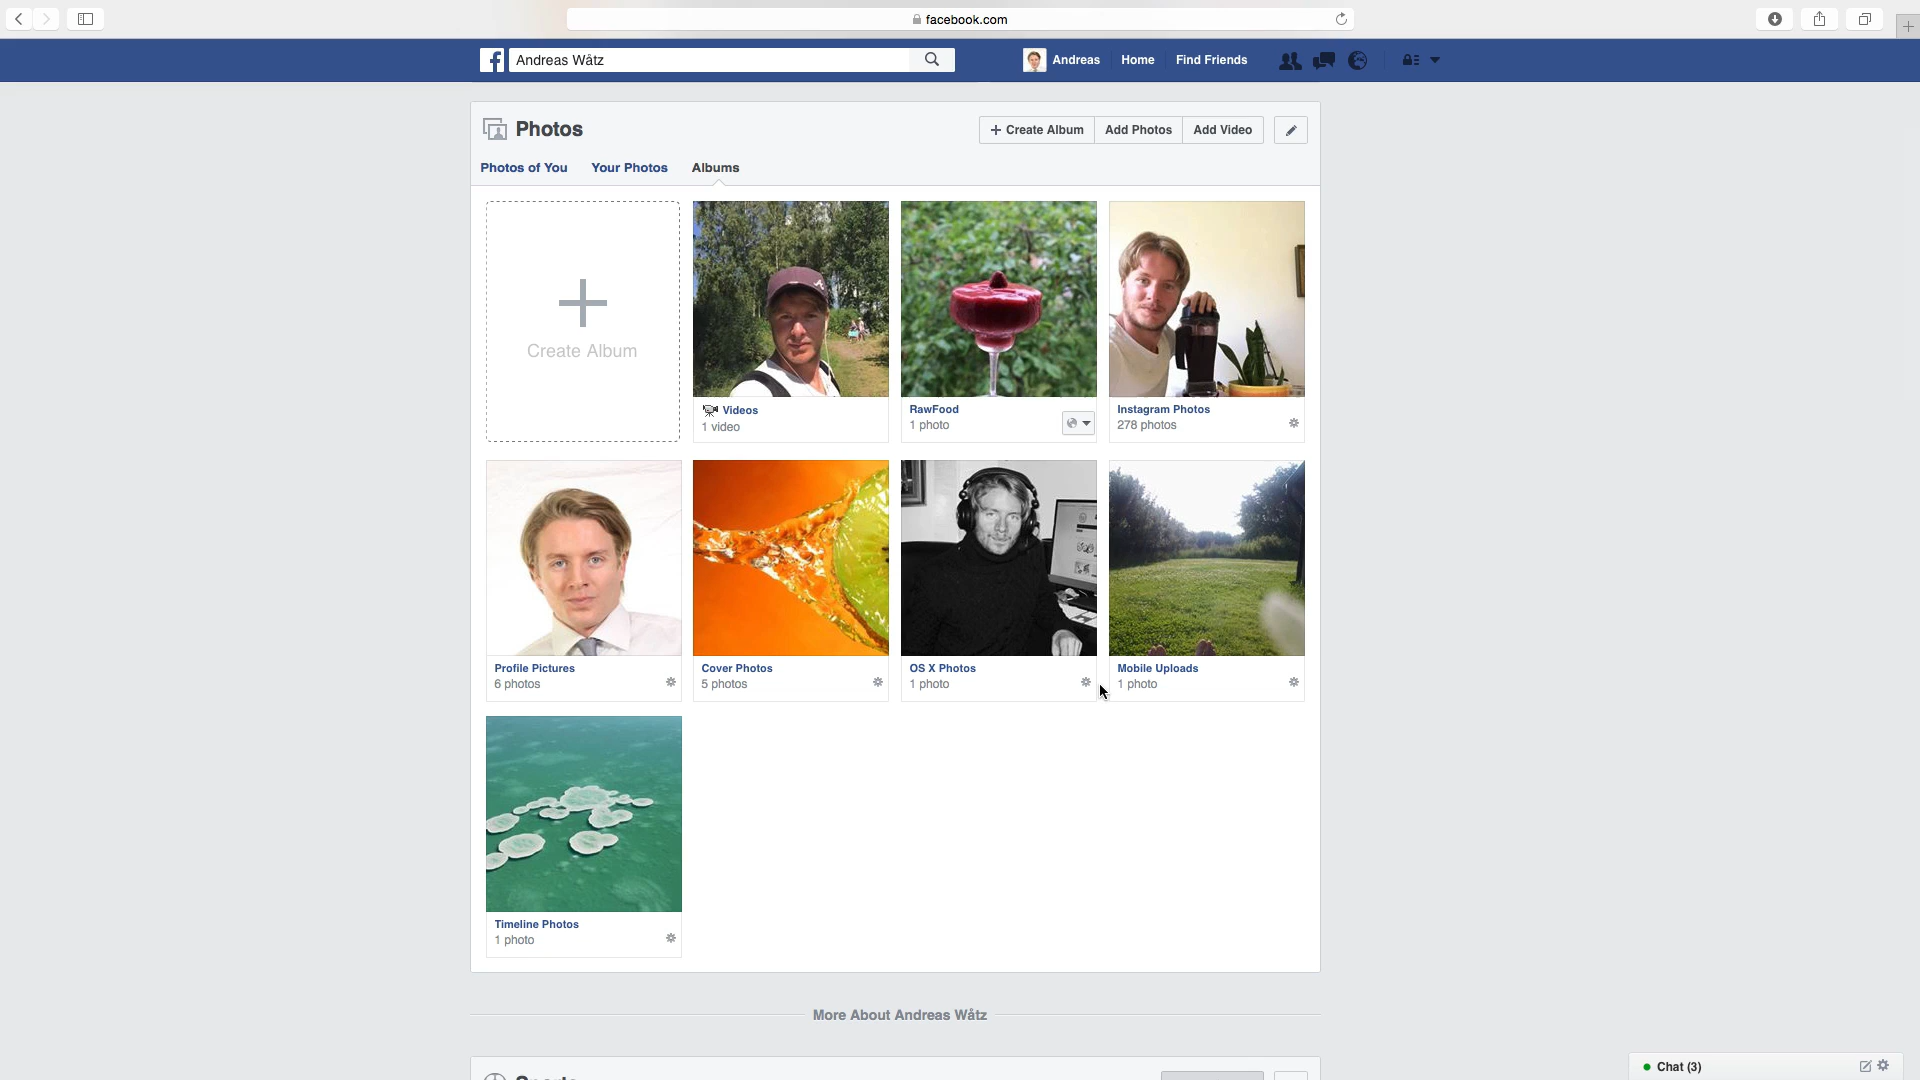 facebook.com
Andreas Wåtz
Andreas Home Find Friends
Photos
+ Create Album Add Photos Add Video
Photos of You Your Photos Albums
Create Album
Videos
1 video
RawFood
1 photo
Instagram Photos
278 photos
Profile Pictures
6 photos
Cover Photos
5 photos
OS X Photos
1 photo
Mobile Uploads
1 photo
Timeline Photos
1 photo
More About Andreas Wåtz
Chat (3)